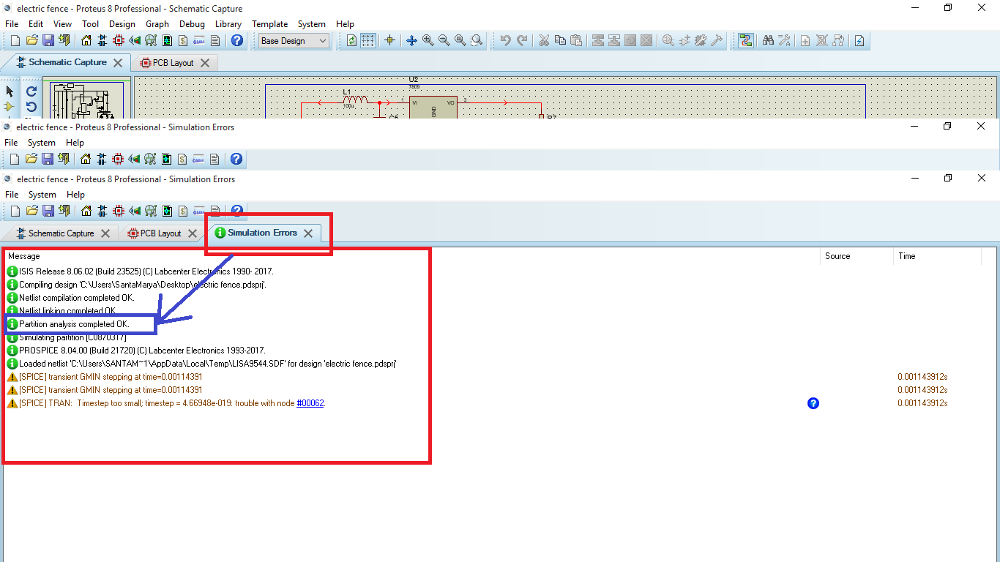 electric fence - Proteus 8 Professional - Schematic Capture
File Edit View Tool Design Graph Debug Library Template System Help
Base Design
Schematic Capture PCB Layout
U2
7809
L1
100u
1 VI VO 3
GND
C5
R7
electric fence - Proteus 8 Professional - Simulation Errors
File System Help
electric fence - Proteus 8 Professional - Simulation Errors
File System Help
Schematic Capture PCB Layout Simulation Errors
Message Source Time
ISIS Release 8.06.02 (Build 23525) (C) Labcenter Electronics 1990- 2017.
Compiling design 'C:\Users\SantaMarya\Desktop\electric fence.pdsprj'.
Netlist compilation completed OK.
Netlist linking completed OK.
Partition analysis completed OK.
Simulating partition [C0870317]
PROSPICE 8.04.00 (Build 21720) (C) Labcenter Electronics 1993-2017.
Loaded netlist 'C:\Users\SANTAM~1\AppData\Local\Temp\LISA9544.SDF' for design 'electric fence.pdsprj'
[SPICE] transient GMIN stepping at time=0.00114391 0.001143912s
[SPICE] transient GMIN stepping at time=0.00114391 0.001143912s
[SPICE] TRAN: Timestep too small; timestep = 4.66948e-019: trouble with node #00062. 0.001143912s